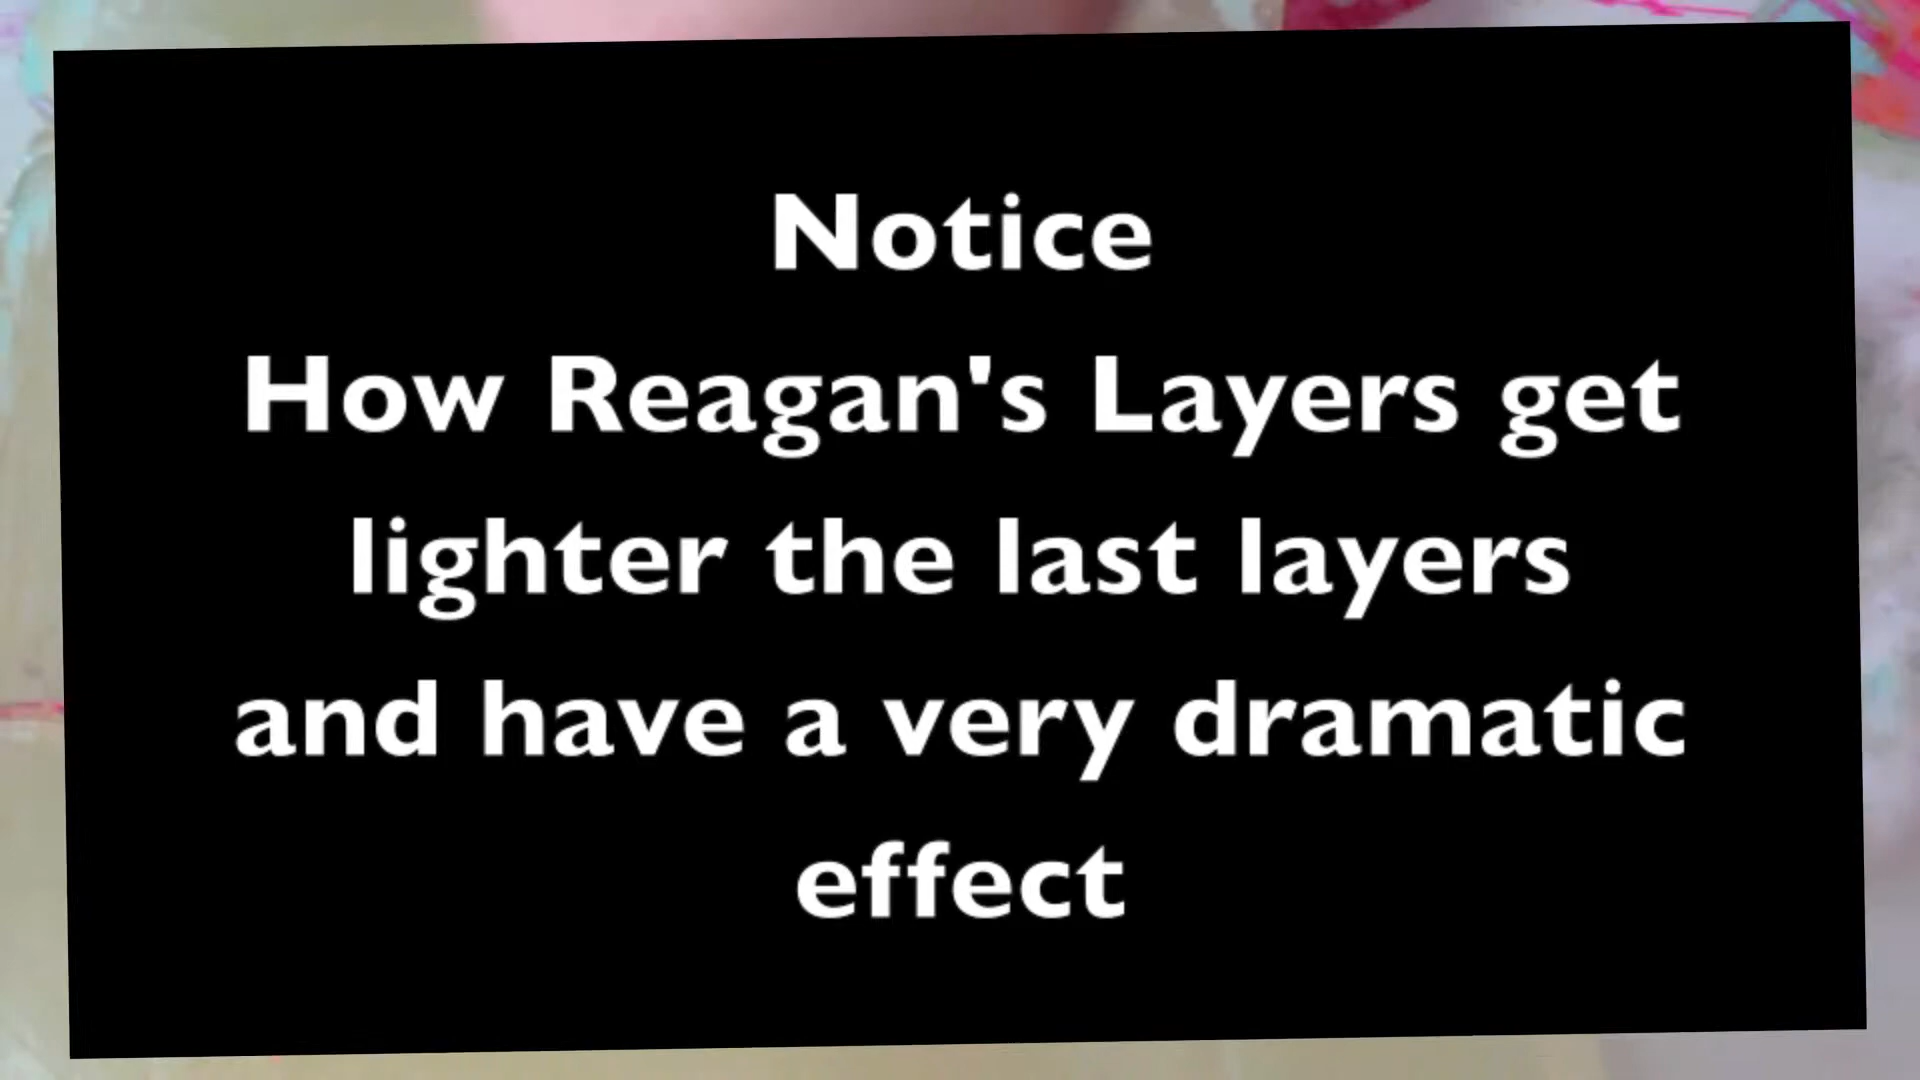 Notice
How Reagan's Layers get
lighter the last layers
and have a very dramatic
effect